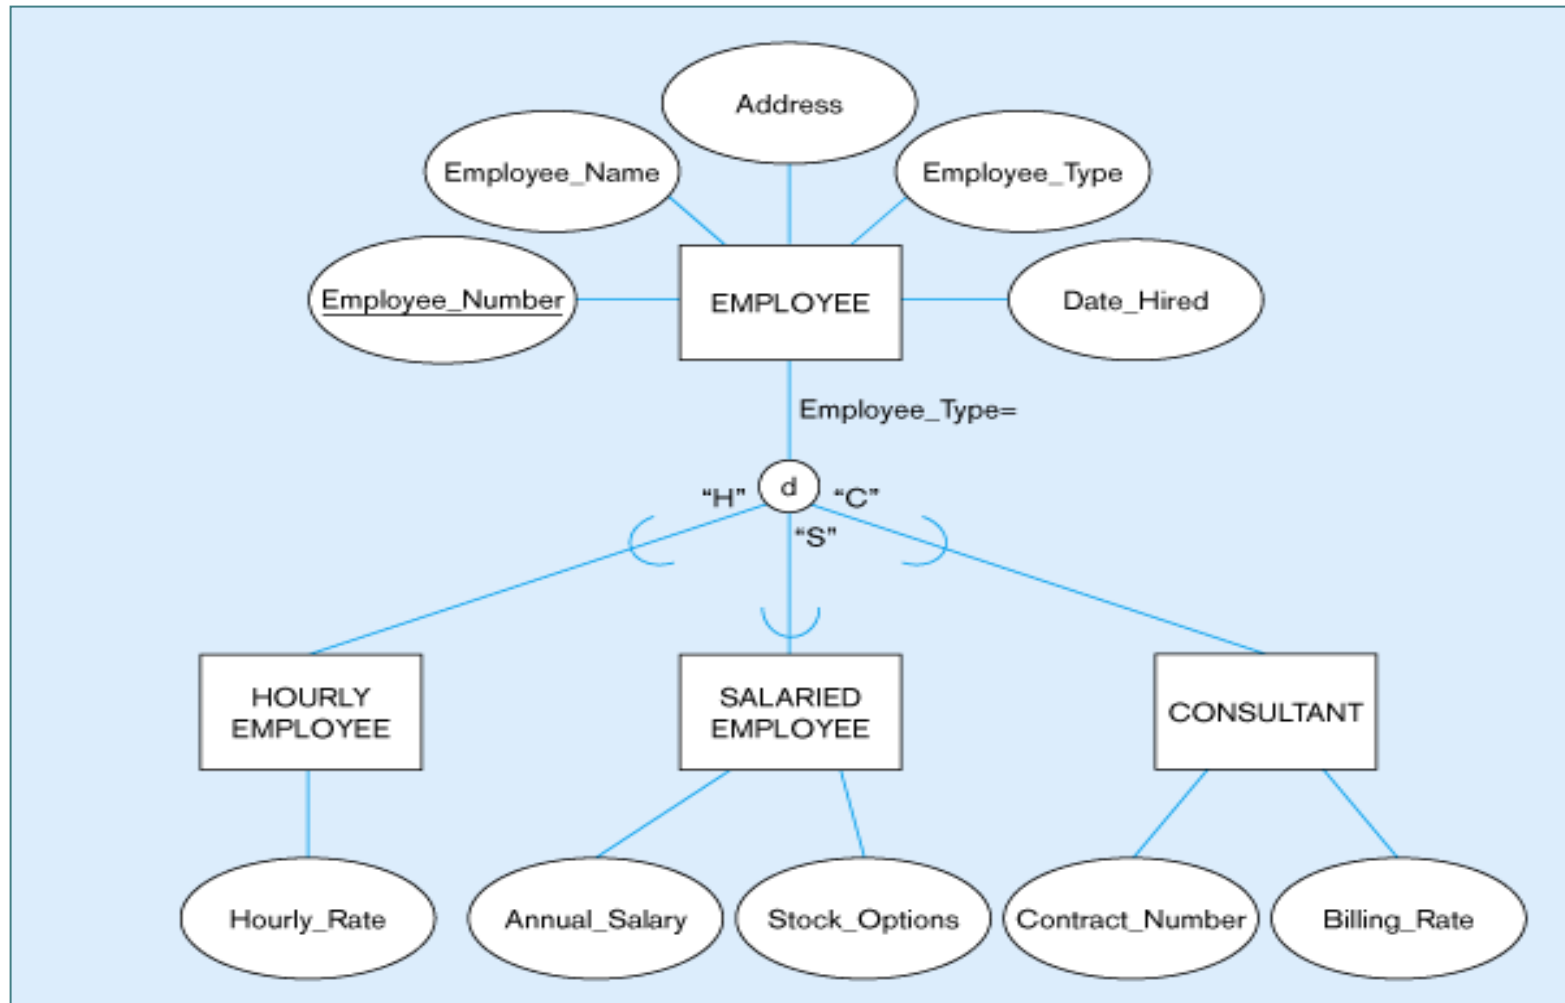 Address
Employee_Name
Employee_Type
Employee_Number
EMPLOYEE
Date_Hired
Employee_Type=
d
“H”
“C”
“S”
HOURLY
EMPLOYEE
SALARIED
EMPLOYEE
CONSULTANT
Hourly_Rate
Annual_Salary
Stock_Options
Contract_Number
Billing_Rate